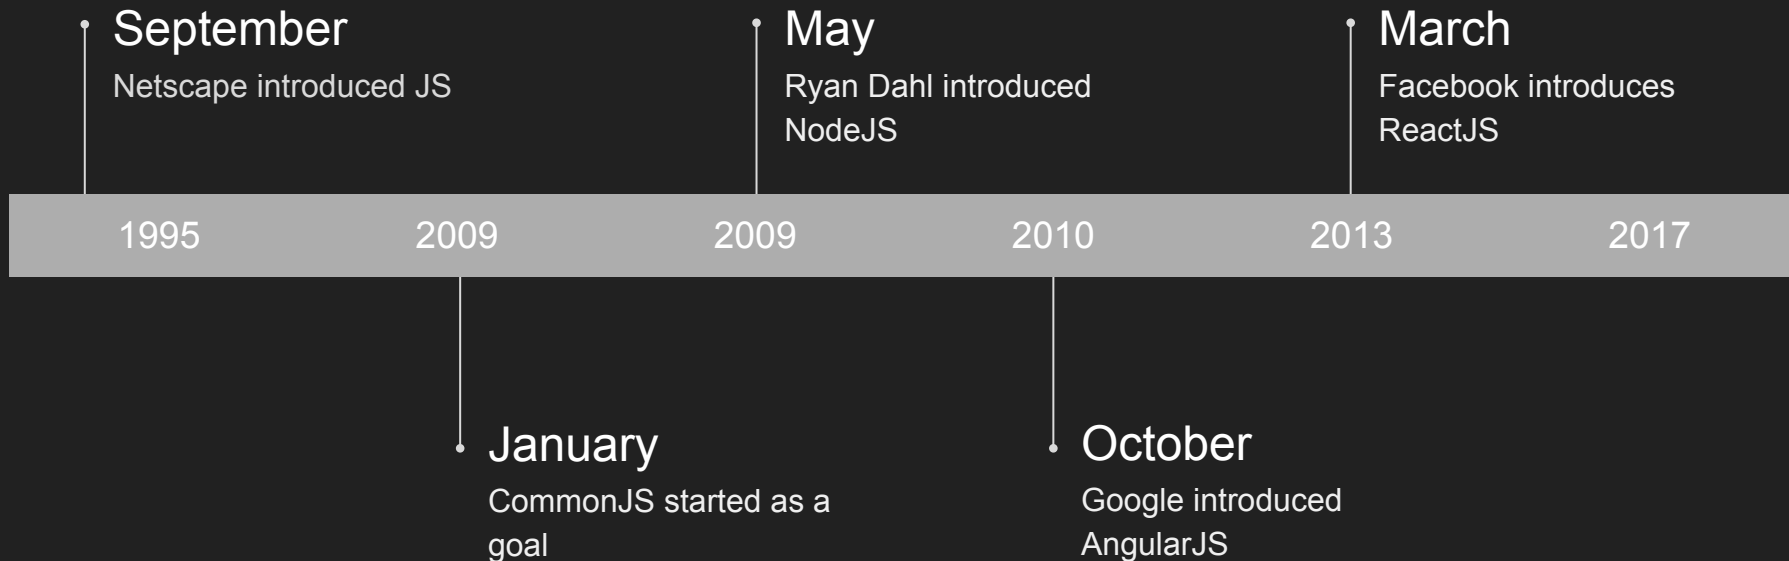 September
Netscape introduced JS
May
Ryan Dahl introduced
NodeJS
March
Facebook introduces
ReactJS
1995
2009
2009
2010
2013
2017
January
CommonJS started as a
goal
October
Google introduced
AngularJS